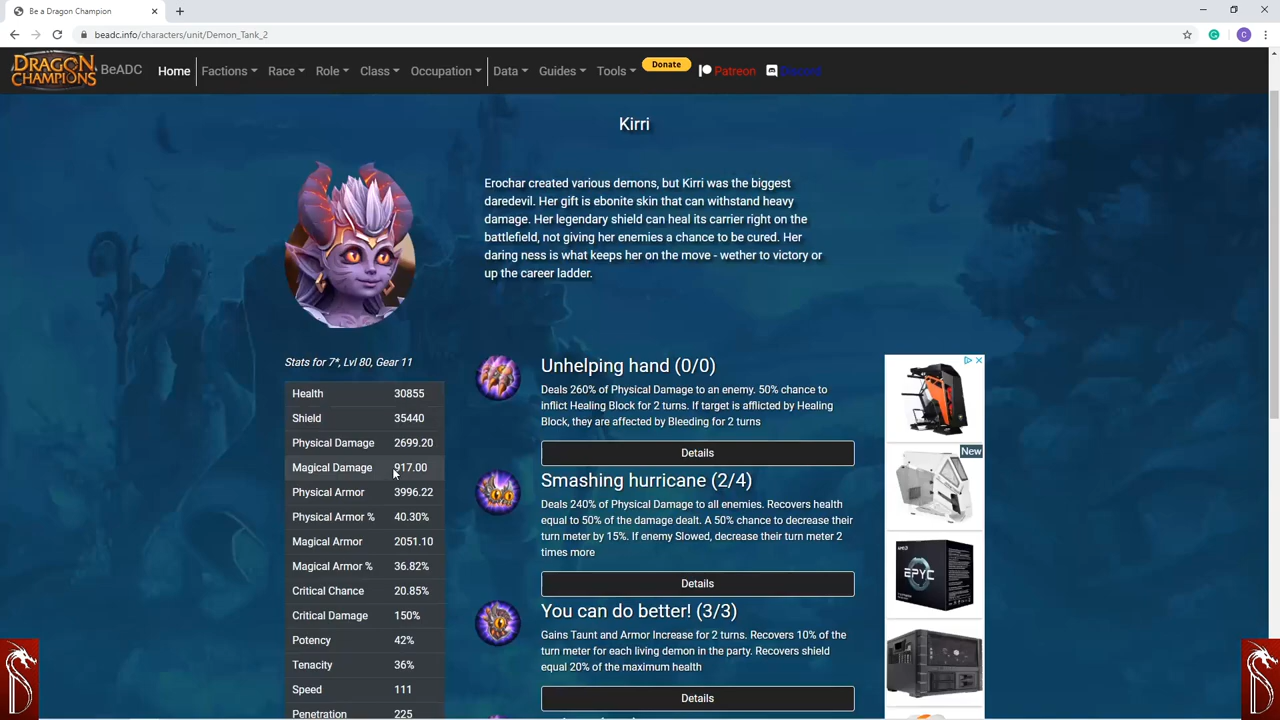 Be a Dragon Champions
beadc.info/characters/unit/Demon_Tank_2
DRAGON CHAMPIONS
BeADC Home Factions Race Role Class Occupation Data Guides Tools Donate Patreon Discord
Kirri
Erochar created various demons, but Kirri was the biggest
daredevil. Her gift is ebonite skin that can withstand heavy
damage. Her legendary shield can heal its carrier right on the
battlefield, not giving her enemies a chance to be cured. Her
daring ness is what keeps her on the move - wether to victory or
up the career ladder.
Stats for 7*, Lvl 80, Gear 11
Health 30855
Shield 35440
Physical Damage 2699.20
Magical Damage 917.00
Physical Armor 3996.22
Physical Armor % 40.30%
Magical Armor 2051.10
Magical Armor % 36.82%
Critical Chance 20.85%
Critical Damage 150%
Potency 42%
Tenacity 36%
Speed 111
Penetration 225
Unhelping hand (0/0)
Deals 260% of Physical Damage to an enemy. 50% chance to
inflict Healing Block for 2 turns. If target is afflicted by Healing
Block, they are affected by Bleeding for 2 turns
Details
Smashing hurricane (2/4)
Deals 240% of Physical Damage to all enemies. Recovers health
equal to 50% of the damage dealt. A 50% chance to decrease their
turn meter by 15%. If enemy Slowed, decrease their turn meter 2
times more
Details
You can do better! (3/3)
Gains Taunt and Armor Increase for 2 turns. Recovers 10% of the
turn meter for each living demon in the party. Recovers shield
equal 20% of the maximum health
Details
New
EPYC